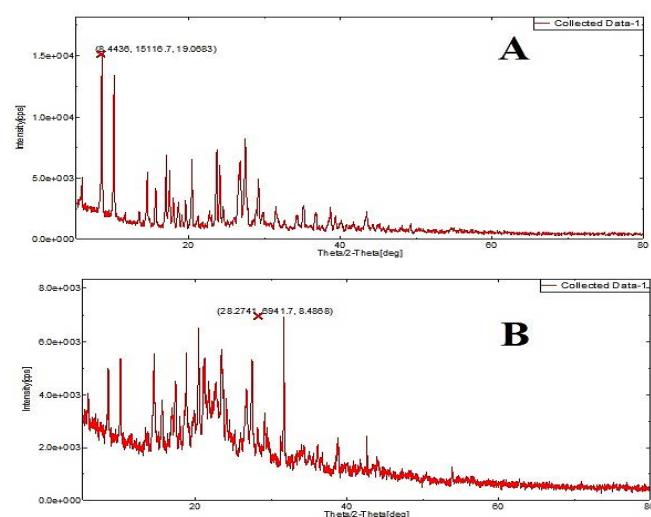 Collected Data-1
A
(8.4436, 15116.7, 19.0683)
1.5e+004
1.0e+004
5.0e+003
0.0e+000
Intensity[cps]
20
40
60
80
Theta/2-Theta[deg]
Collected Data-1
B
8.0e+003
(28.2741, 6941.7, 8.4868)
6.0e+003
4.0e+003
2.0e+003
0.0e+000
Intensity[cps]
20
40
60
80
Theta/2-Theta[deg]